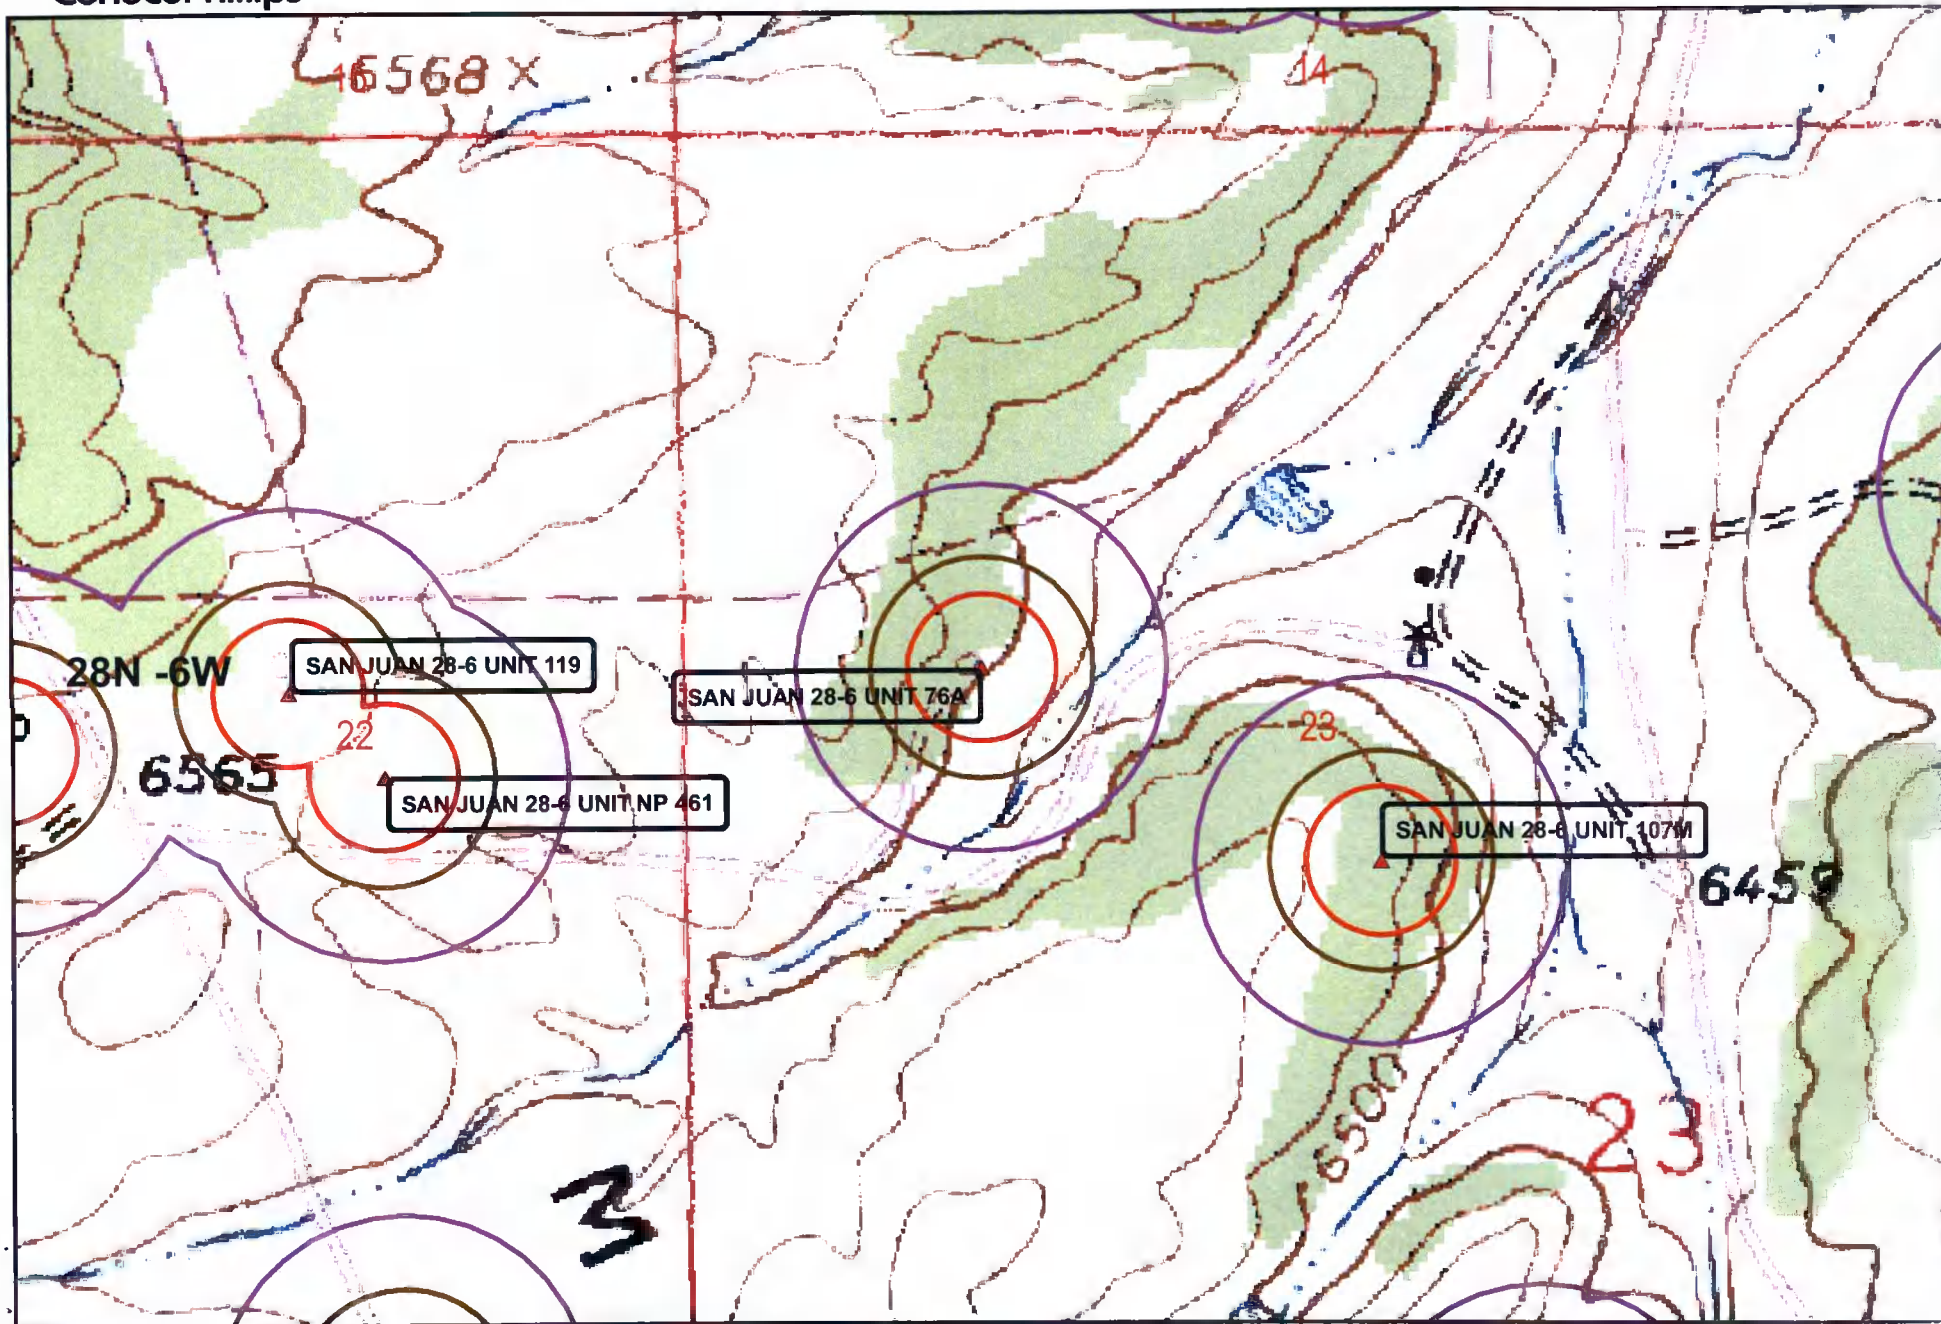 6568 X
14
28N -6W
SAN JUAN 28-6 UNIT 119
SAN JUAN 28-6 UNIT 76A
22
23
6565
SAN JUAN 28-6 UNIT NP 461
SAN JUAN 28-6 UNIT 107M
6500
23
3